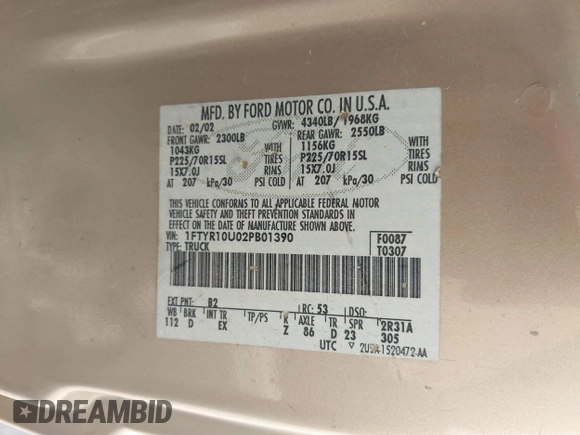 MFD. BY FORD MOTOR CO. IN U.S.A.
DATE: 02/02 GVWR: 4340LB/ 1968KG
FRONT GAWR: 2300LB REAR GAWR: 2550LB
1043KG WITH 1156KG WITH
P225/70R15SL TIRES P225/70R15SL TIRES
15X7.0J RIMS 15X7.0J RIMS
AT 207 kPa/30 PSI COLD AT 207 kPa/30 PSI COLD
THIS VEHICLE CONFORMS TO ALL APPLICABLE FEDERAL MOTOR
VEHICLE SAFETY AND THEFT PREVENTION STANDARDS IN
EFFECT ON THE DATE OF MANUFACTURE SHOWN ABOVE.
VIN: 1FTYR10U02PB01390 F0087
TYPE: TRUCK T0307
EXT PNT: B2 RC: 53 DSO:
WB BRK INT TR TP/PS R AXLE TR SPR 2R31A
112 D EX Z 86 D 23 305
UTC
DREAMBID